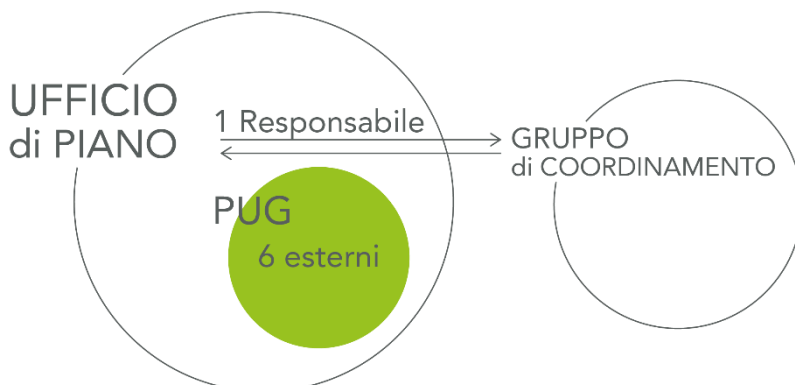 UFFICIO
di PIANO
1 Responsabile
GRUPPO
di COORDINAMENTO
PUG
6 esterni